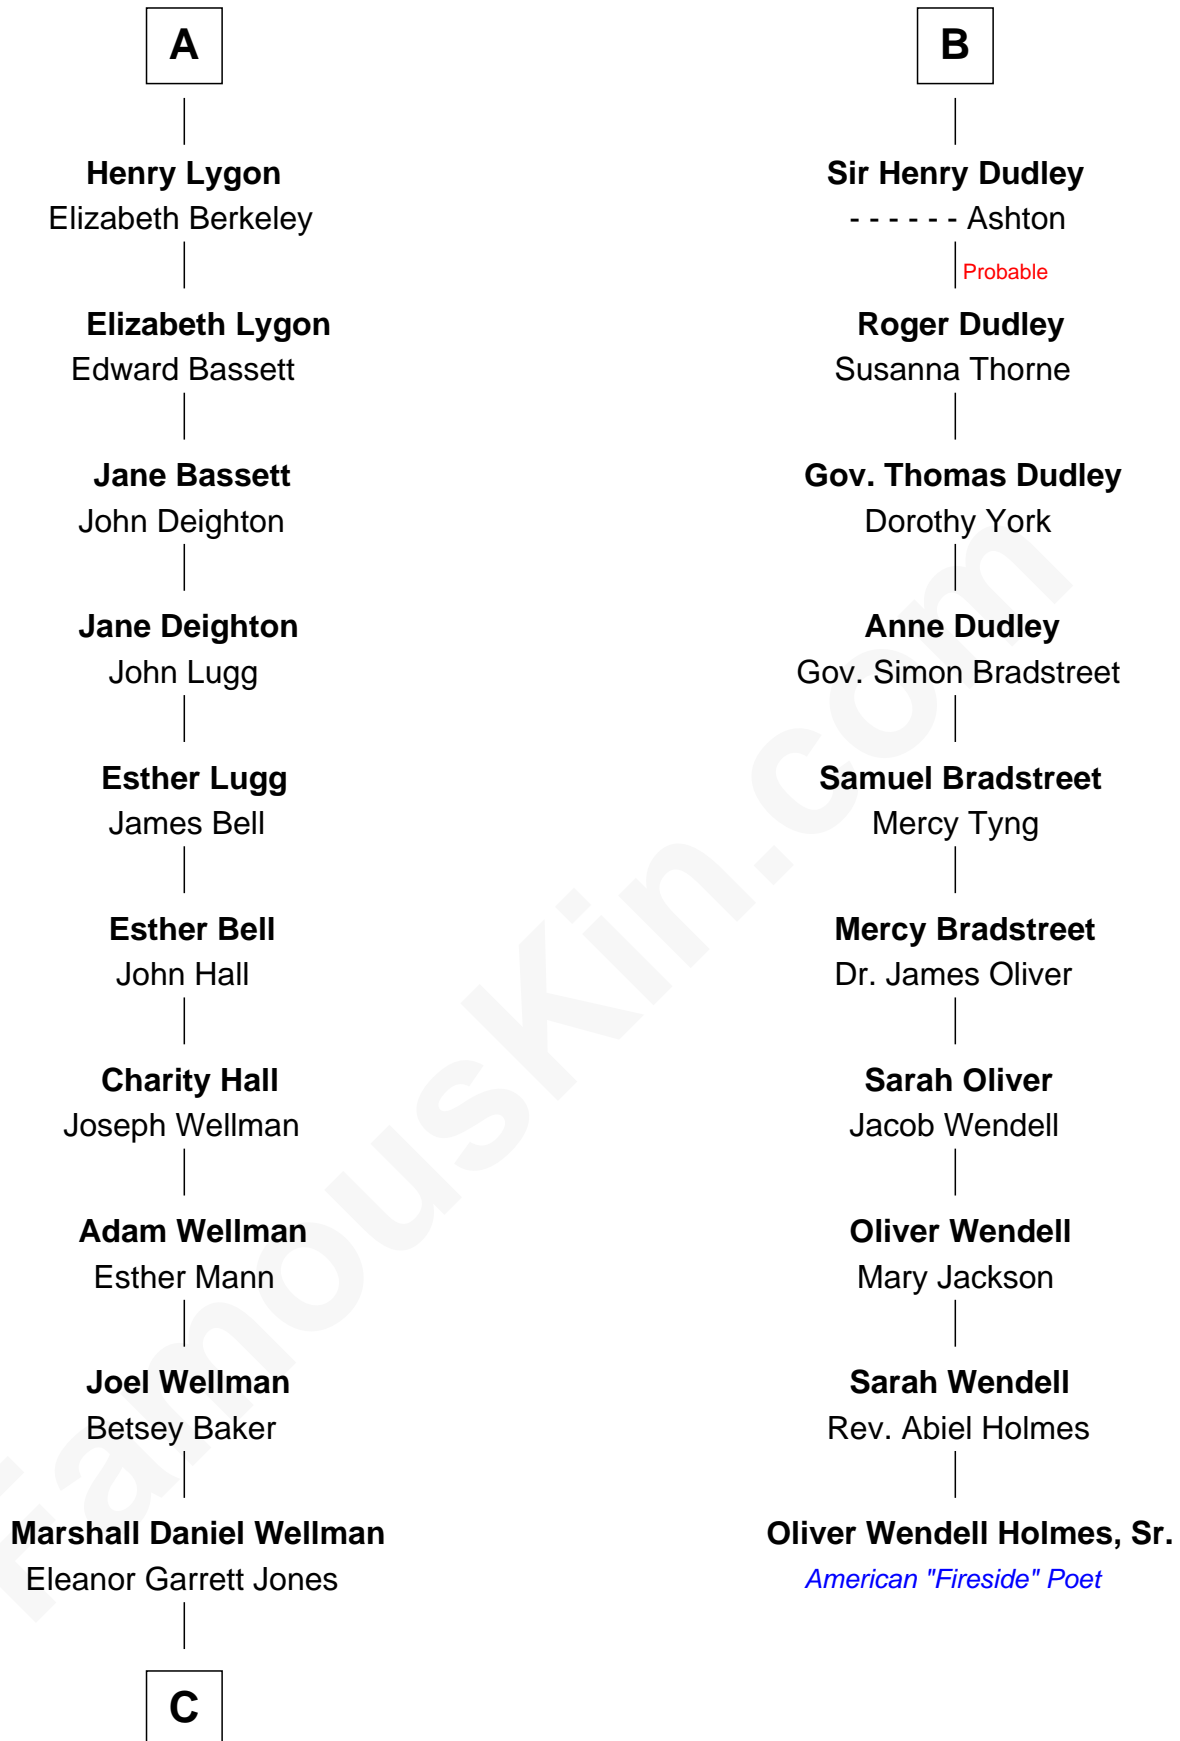 A
Henry Lygon
Elizabeth Berkeley
Elizabeth Lygon
Edward Bassett
Jane Bassett
John Deighton
Jane Deighton
John Lugg
Esther Lugg
James Bell
Esther Bell
John Hall
Charity Hall
Joseph Wellman
Adam Wellman
Esther Mann
Joel Wellman
Betsey Baker
Marshall Daniel Wellman
Eleanor Garrett Jones
C
B
Sir Henry Dudley
- - - - - - Ashton
Probable
Roger Dudley
Susanna Thorne
Gov. Thomas Dudley
Dorothy York
Anne Dudley
Gov. Simon Bradstreet
Samuel Bradstreet
Mercy Tyng
Mercy Bradstreet
Dr. James Oliver
Sarah Oliver
Jacob Wendell
Oliver Wendell
Mary Jackson
Sarah Wendell
Rev. Abiel Holmes
Oliver Wendell Holmes, Sr.
American "Fireside" Poet
FamousKin.com